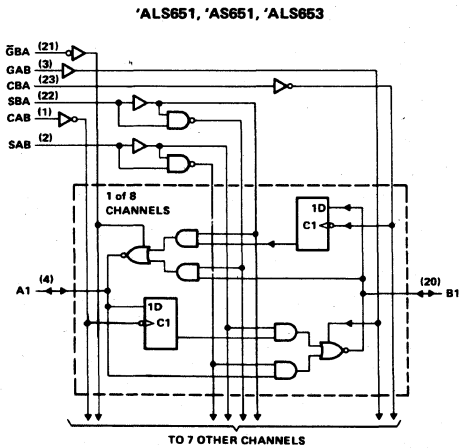 'ALS651, 'AS651, 'ALS653
G̅BA (21)
GAB (3)
CBA (23)
SBA (22)
CAB (1)
SAB (2)
1 of 8
CHANNELS
1D
C1
A1 (4)
(20) B1
1D
C1
TO 7 OTHER CHANNELS